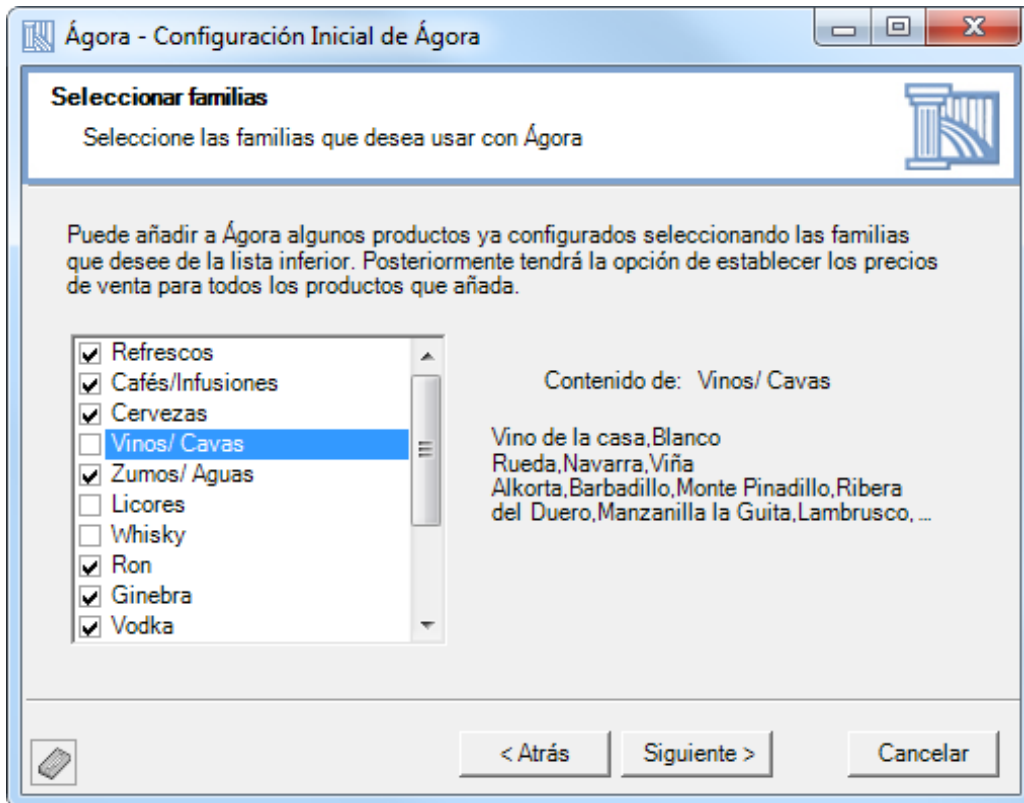 Ágora - Configuración Inicial de Ágora
Seleccionar familias
Seleccione las familias que desea usar con Ágora
Puede añadir a Ágora algunos productos ya configurados seleccionando las familias
que desee de la lista inferior. Posteriormente tendrá la opción de establecer los precios
de venta para todos los productos que añada.
Refrescos
Cafés/Infusiones
Cervezas
Vinos/ Cavas
Zumos/ Aguas
Licores
Whisky
Ron
Ginebra
Vodka
Contenido de: Vinos/ Cavas
Vino de la casa,Blanco
Rueda,Navarra,Viña
Alkorta,Barbadillo,Monte Pinadillo,Ribera
del Duero,Manzanilla la Guita,Lambrusco, ...
< Atrás
Siguiente >
Cancelar